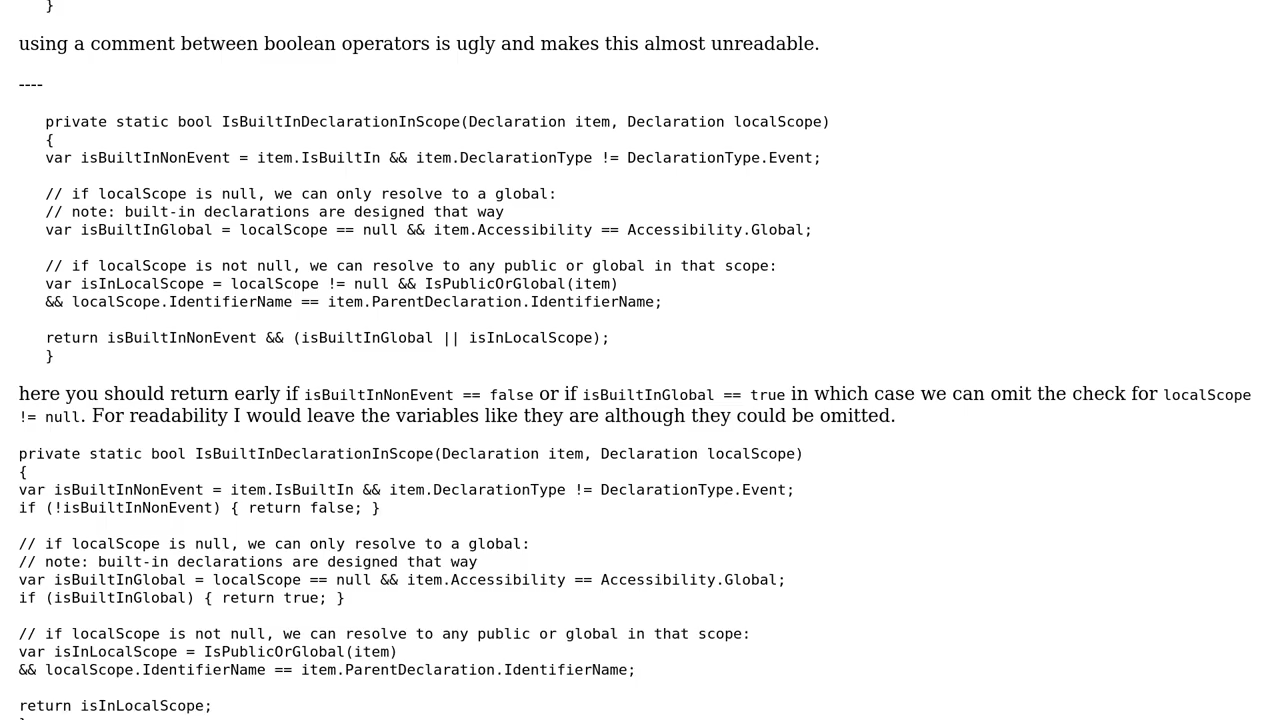 }
using a comment between boolean operators is ugly and makes this almost unreadable.
----
private static bool IsBuiltInDeclarationInScope(Declaration item, Declaration localScope)
{
var isBuiltInNonEvent = item.IsBuiltIn && item.DeclarationType != DeclarationType.Event;
// if localScope is null, we can only resolve to a global:
// note: built-in declarations are designed that way
var isBuiltInGlobal = localScope == null && item.Accessibility == Accessibility.Global;
// if localScope is not null, we can resolve to any public or global in that scope:
var isInLocalScope = localScope != null && IsPublicOrGlobal(item)
&& localScope.IdentifierName == item.ParentDeclaration.IdentifierName;
return isBuiltInNonEvent && (isBuiltInGlobal || isInLocalScope);
}
here you should return early if isBuiltInNonEvent == false or if isBuiltInGlobal == true in which case we can omit the check for localScope
!= null. For readability I would leave the variables like they are although they could be omitted.
private static bool IsBuiltInDeclarationInScope(Declaration item, Declaration localScope)
{
var isBuiltInNonEvent = item.IsBuiltIn && item.DeclarationType != DeclarationType.Event;
if (!isBuiltInNonEvent) { return false; }
// if localScope is null, we can only resolve to a global:
// note: built-in declarations are designed that way
var isBuiltInGlobal = localScope == null && item.Accessibility == Accessibility.Global;
if (isBuiltInGlobal) { return true; }
// if localScope is not null, we can resolve to any public or global in that scope:
var isInLocalScope = IsPublicOrGlobal(item)
&& localScope.IdentifierName == item.ParentDeclaration.IdentifierName;
return isInLocalScope;
}